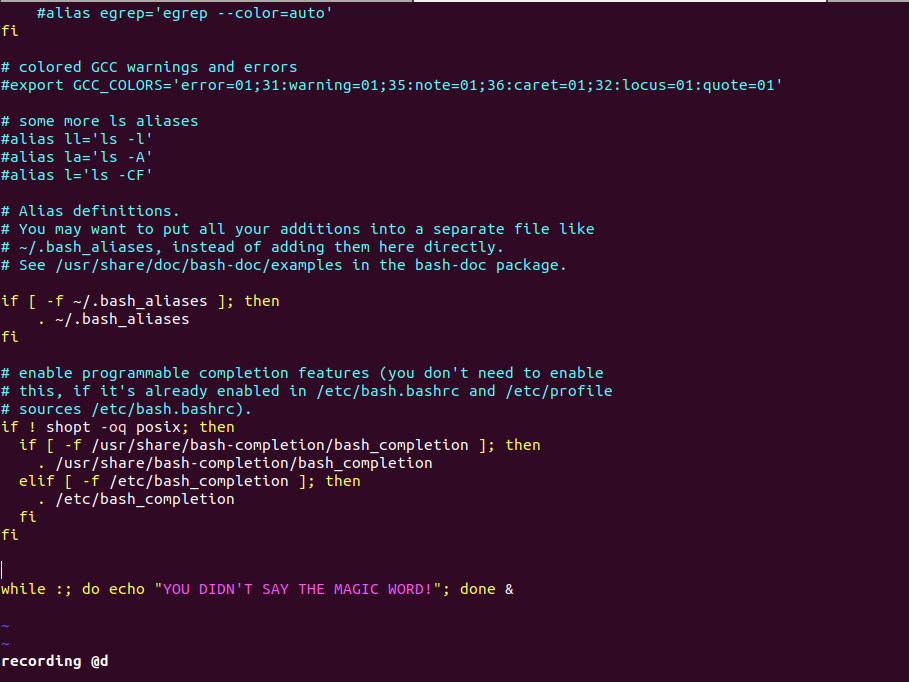 #alias egrep='egrep --color=auto'
fi

# colored GCC warnings and errors
#export GCC_COLORS='error=01;31:warning=01;35:note=01;36:caret=01;32:locus=01:quote=01'

# some more ls aliases
#alias ll='ls -l'
#alias la='ls -A'
#alias l='ls -CF'

# Alias definitions.
# You may want to put all your additions into a separate file like
# ~/.bash_aliases, instead of adding them here directly.
# See /usr/share/doc/bash-doc/examples in the bash-doc package.

if [ -f ~/.bash_aliases ]; then
    . ~/.bash_aliases
fi

# enable programmable completion features (you don't need to enable
# this, if it's already enabled in /etc/bash.bashrc and /etc/profile
# sources /etc/bash.bashrc).
if ! shopt -oq posix; then
  if [ -f /usr/share/bash-completion/bash_completion ]; then
    . /usr/share/bash-completion/bash_completion
  elif [ -f /etc/bash_completion ]; then
    . /etc/bash_completion
  fi
fi

while :; do echo "YOU DIDN'T SAY THE MAGIC WORD!"; done &

~
~
recording @d